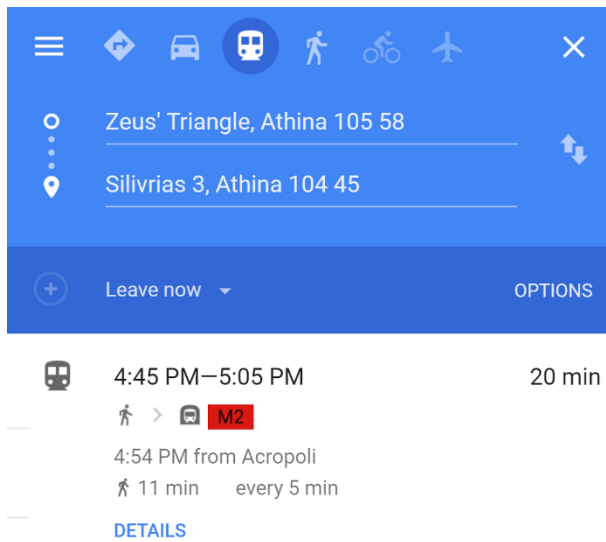 Zeus' Triangle, Athina 105 58
Silivrias 3, Athina 104 45
Leave now
OPTIONS
4:45 PM—5:05 PM
20 min
M2
4:54 PM from Acropoli
11 min every 5 min
DETAILS